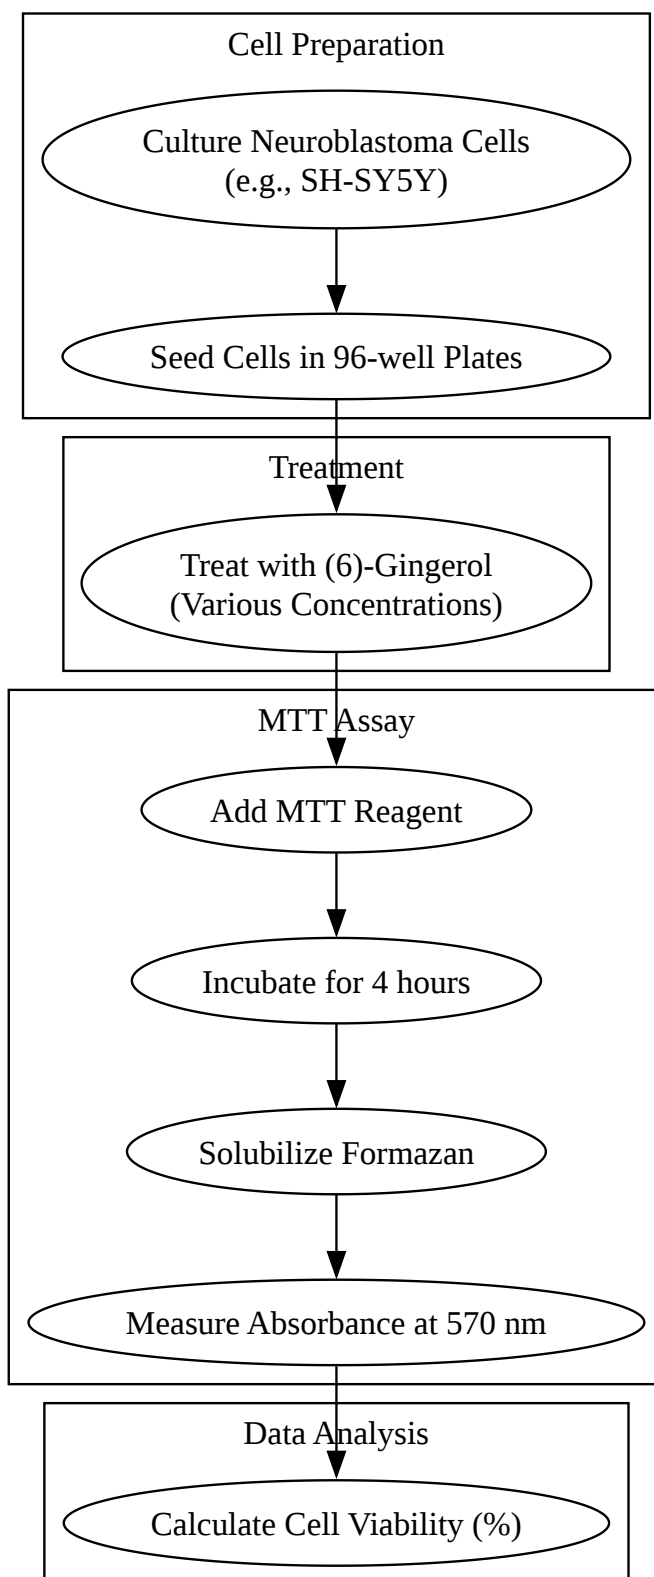 Cell Preparation
Culture Neuroblastoma Cells
(e.g., SH-SY5Y)
Seed Cells in 96-well Plates
Treatment
Treat with (6)-Gingerol
(Various Concentrations)
MTT Assay
Add MTT Reagent
Incubate for 4 hours
Solubilize Formazan
Measure Absorbance at 570 nm
Data Analysis
Calculate Cell Viability (%)